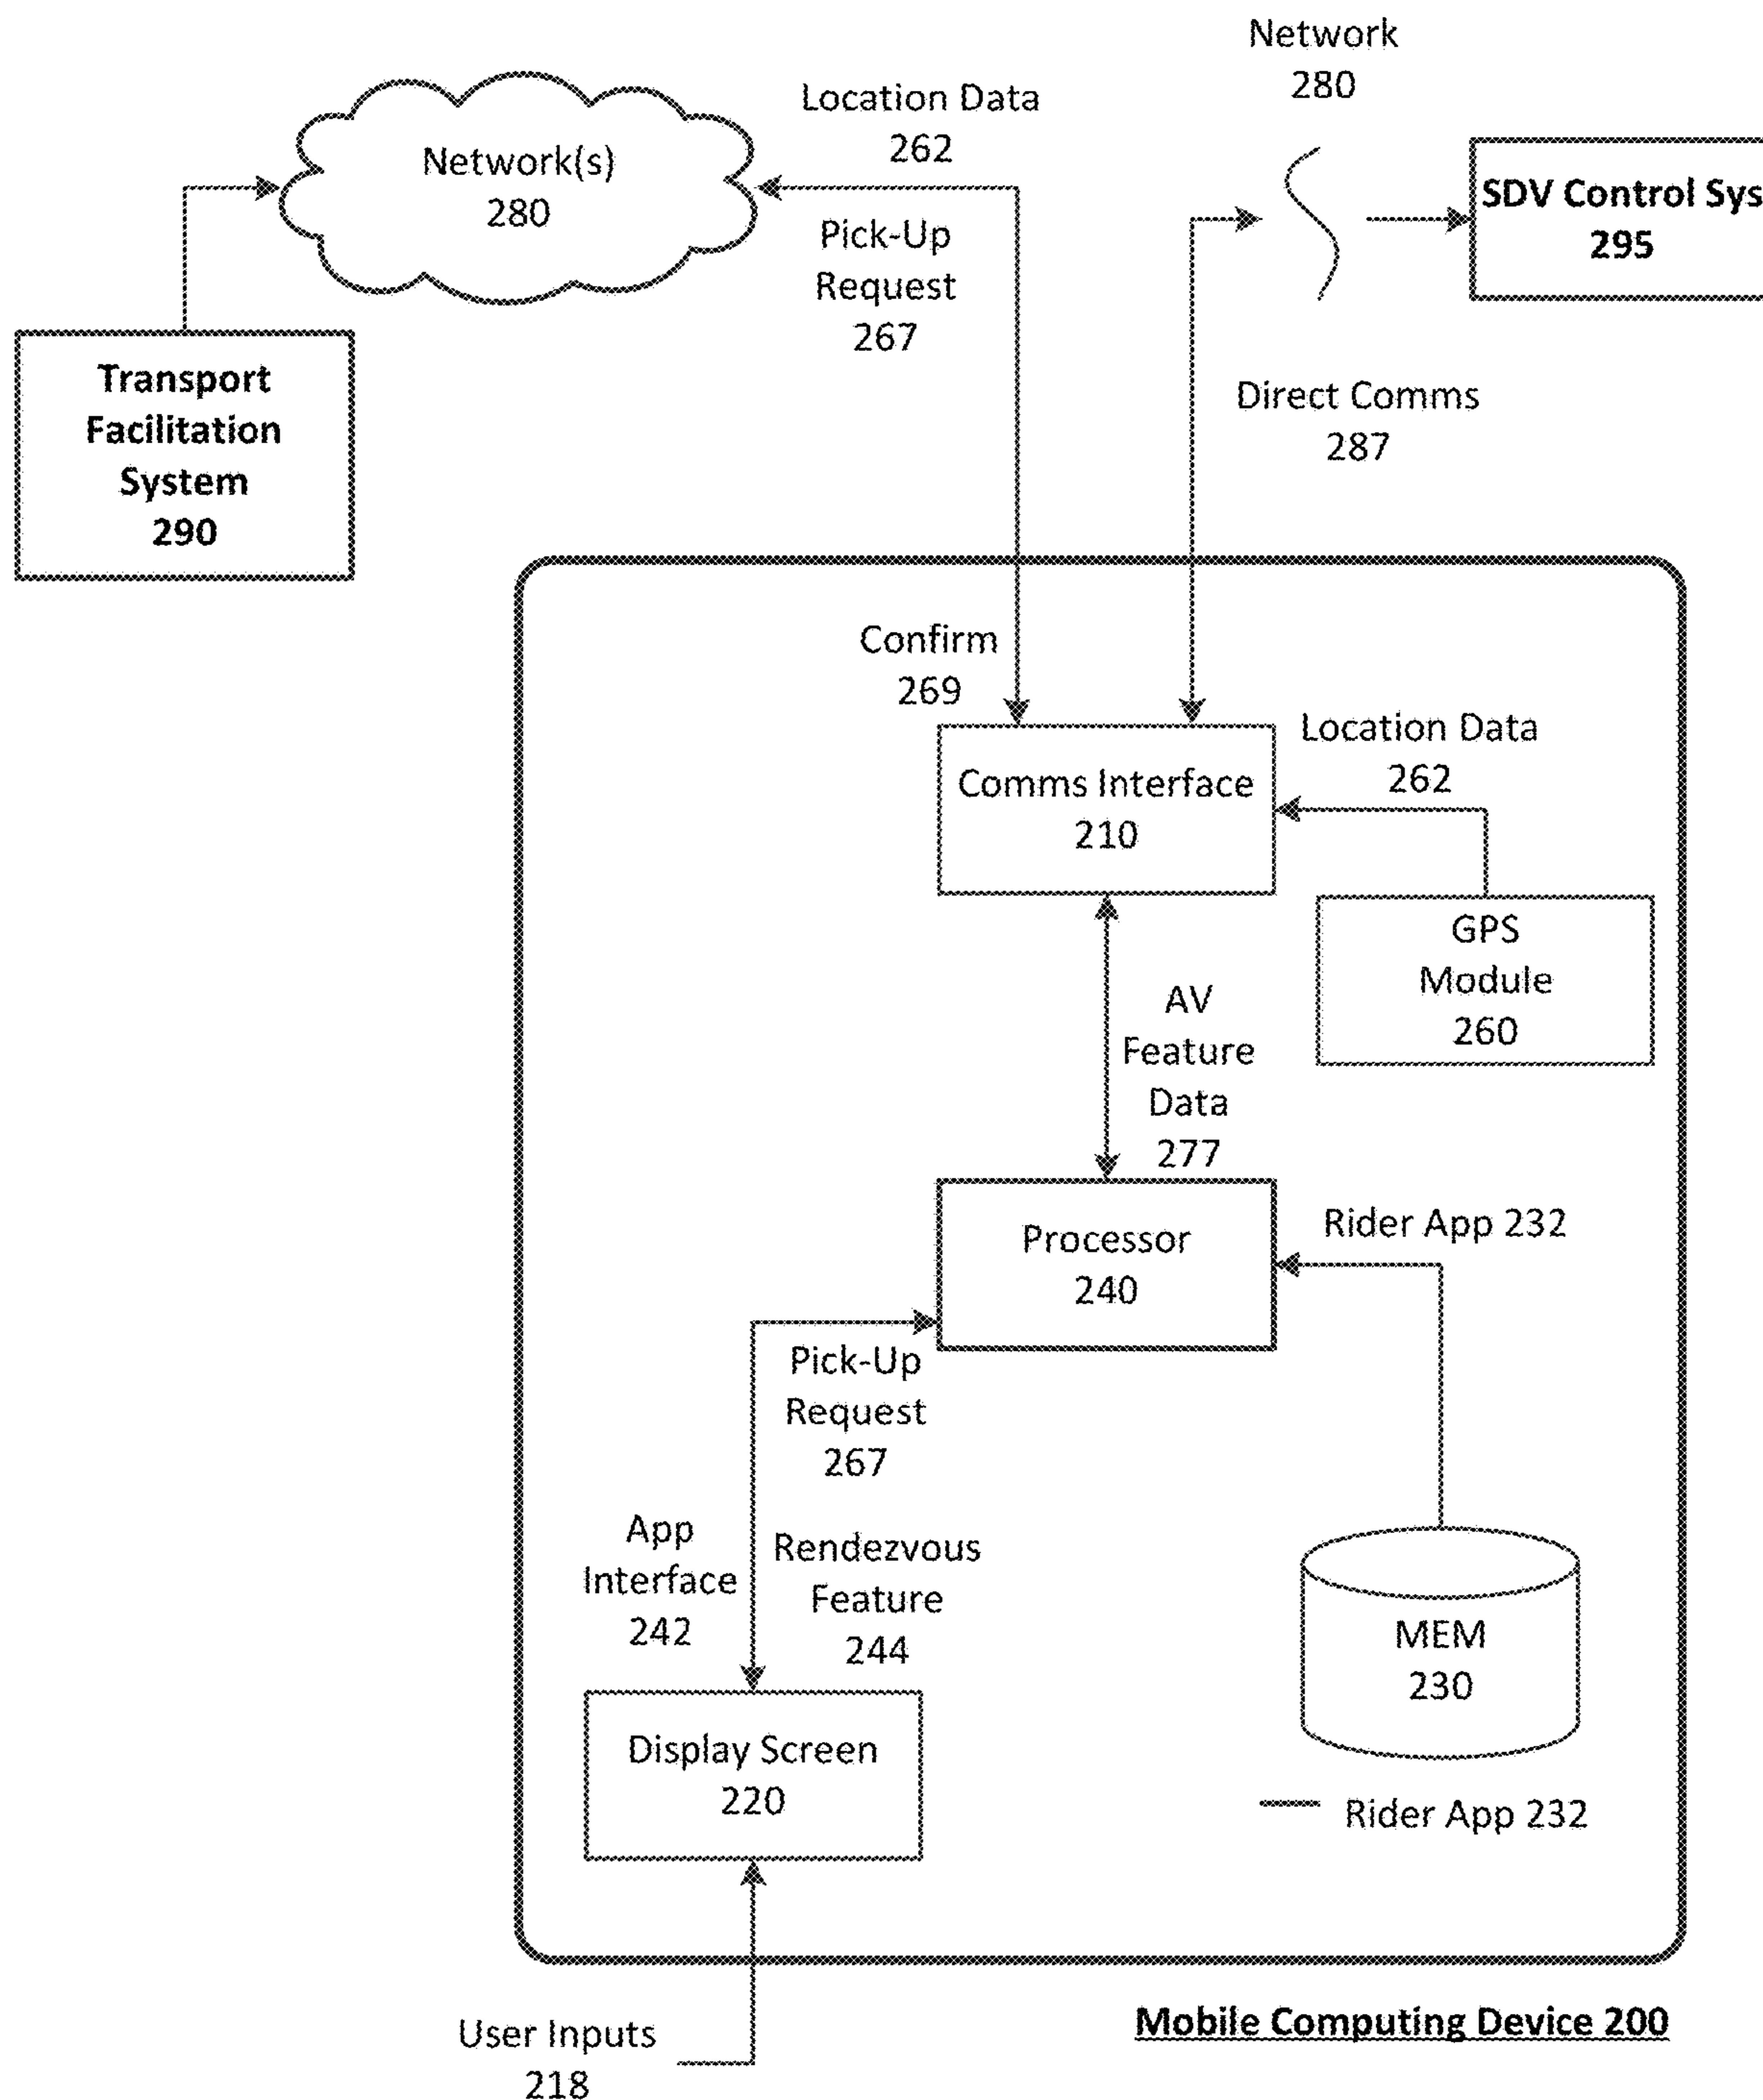 Network
280
Location Data
262
Network(s)
280
SDV Control Sys
295
Pick-Up
Request
267
Transport
Facilitation
System
290
Direct Comms
287
Confirm
269
Location Data
262
Comms Interface
210
GPS
Module
260
AV
Feature
Data
277
Processor
240
Rider App 232
Pick-Up
Request
267
App
Interface
242
Rendezvous
Feature
244
MEM
230
Display Screen
220
Rider App 232
Mobile Computing Device 200
User Inputs
218